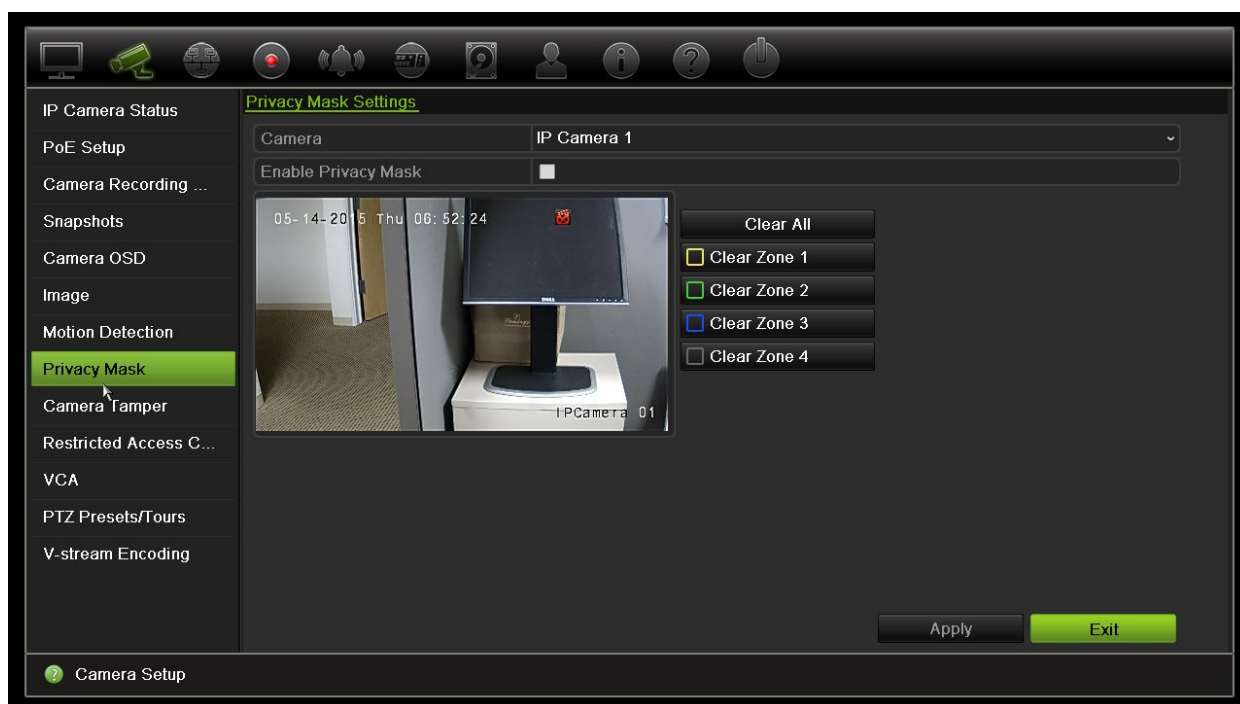 IP Camera Status
PoE Setup
Camera Recording ...
Snapshots
Camera OSD
Image
Motion Detection
Privacy Mask
Camera Tamper
Restricted Access C...
VCA
PTZ Presets/Tours
V-stream Encoding
Privacy Mask Settings
Camera IP Camera 1
Enable Privacy Mask
05-14-2015 Thu 06:52:24
DELL
IPCamera 01
Clear All
Clear Zone 1
Clear Zone 2
Clear Zone 3
Clear Zone 4
Apply Exit
Camera Setup